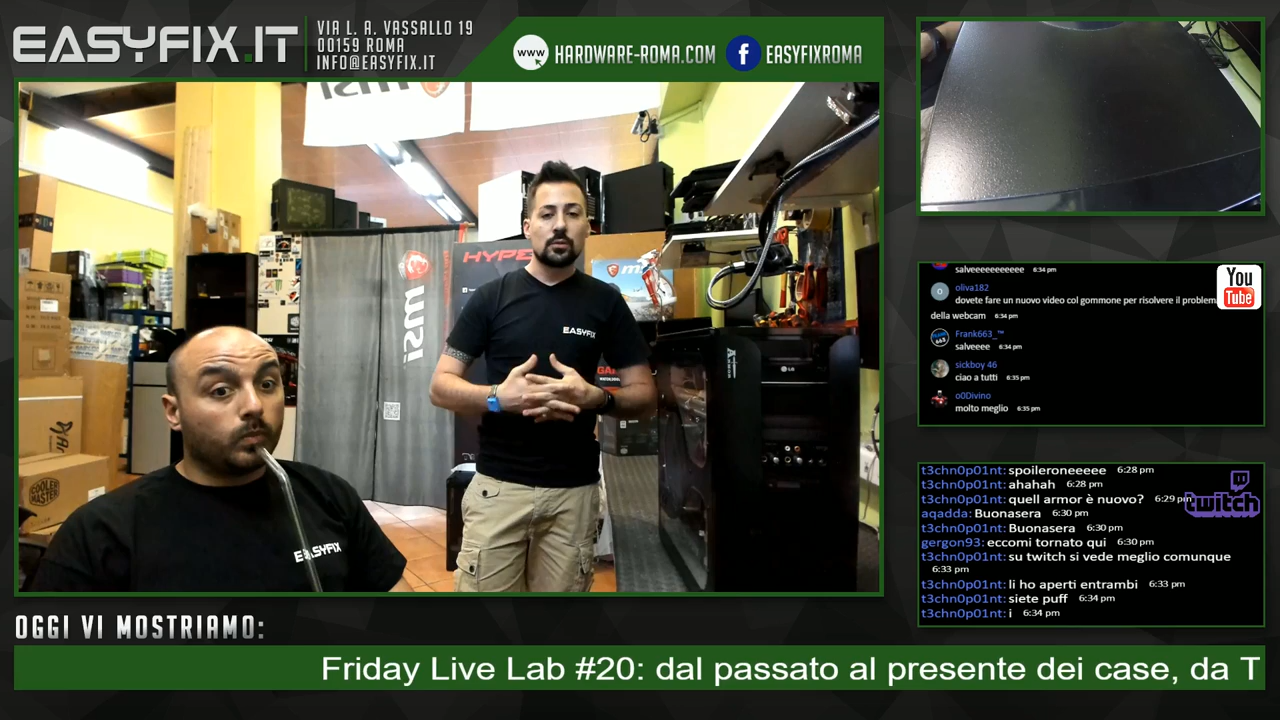 EASYFIX.IT
VIA L. A. VASSALLO 19
00159 ROMA
INFO@EASYFIX.IT
www
HARDWARE-ROMA.COM
f
EASYFIXROMA
msi
msi
HYPE
msi
EASYFIX
LG
COOLER
MASTER
EASYFIX
salveeeeeeeeeee 6:34 pm
You
Tube
O
oliva182
dovete fare un nuovo video col gommone per risolvere il problem
della webcam 6:34 pm
Frank663_™
salveeee 6:34 pm
sickboy 46
ciao a tutti 6:35 pm
o0Divino
molto meglio 6:35 pm
t3chn0p01nt: spoileroneeeee 6:28 pm
t3chn0p01nt: ahahah 6:28 pm
t3chn0p01nt: quell armor è nuovo? 6:29 pm
twitch
aqadda: Buonasera 6:30 pm
t3chn0p01nt: Buonasera 6:30 pm
gergon93: eccomi tornato qui 6:30 pm
t3chn0p01nt: su twitch si vede meglio comunque
6:33 pm
t3chn0p01nt: li ho aperti entrambi 6:33 pm
t3chn0p01nt: siete puff 6:34 pm
t3chn0p01nt: i 6:34 pm
OGGI VI MOSTRIAMO:
Friday Live Lab #20: dal passato al presente dei case, da T